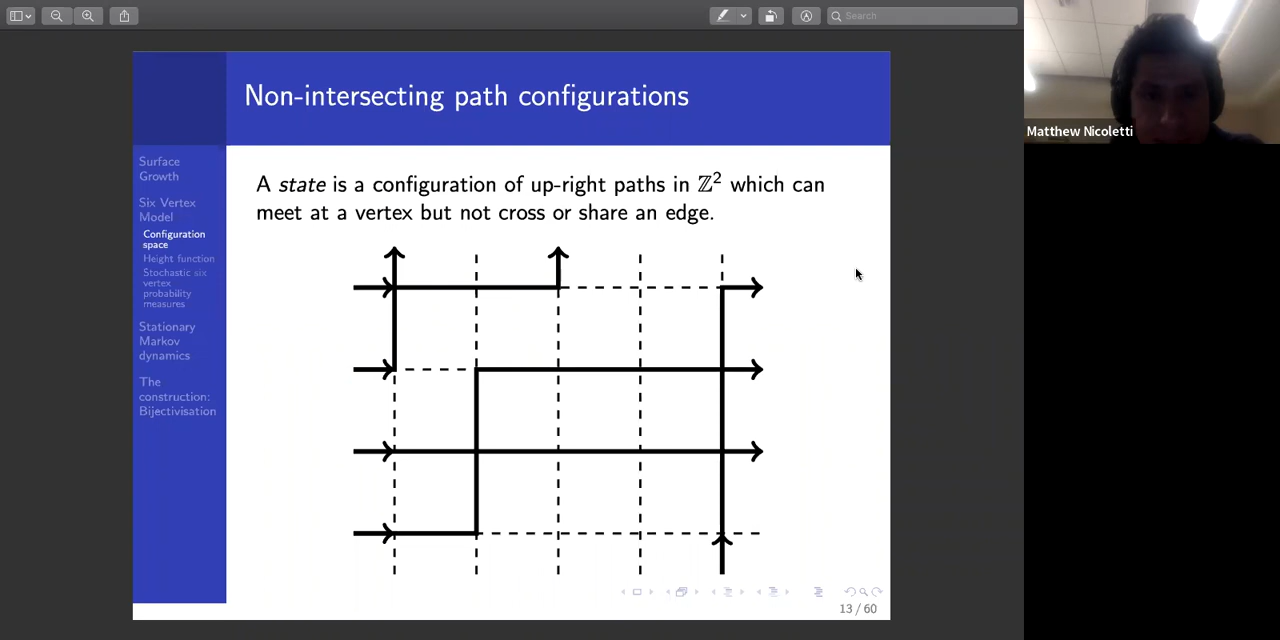 Search
Non-intersecting path configurations
Surface
Growth
Six Vertex
Model
Configuration
space
Height function
Stochastic six
vertex
probability
measures
Stationary
Markov
dynamics
The
construction:
Bijectivisation
A state is a configuration of up-right paths in ℤ² which can
meet at a vertex but not cross or share an edge.
13 / 60
Matthew Nicoletti